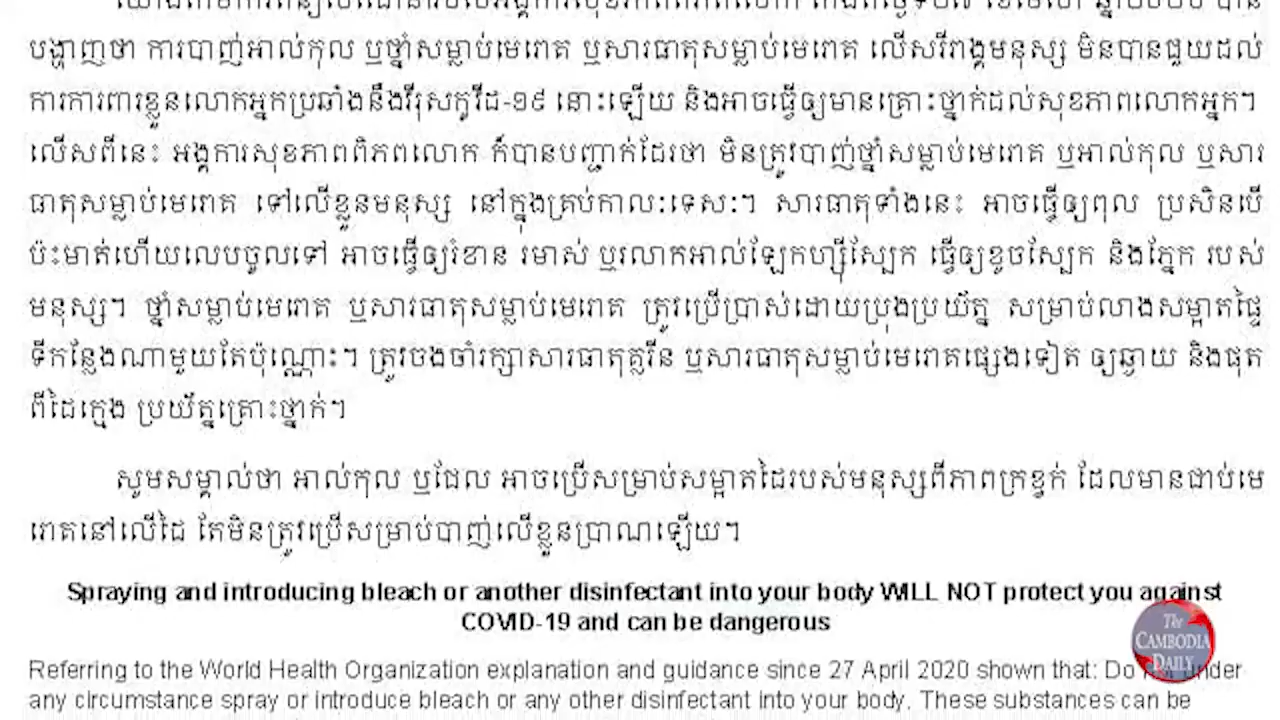 បង្ហាញថា ការបាញ់អាល់កុល ឬថ្នាំសម្លាប់មេរោគ ឬសារធាតុសម្លាប់មេរោគ លើសរីរាង្គមនុស្ស មិនបានជួយដល់
ការការពារខ្លួនលោកអ្នកប្រឆាំងនឹងវីរុសកូវីដ-១៩ នោះឡើយ និងអាចធ្វើឲ្យមានគ្រោះថ្នាក់ដល់សុខភាពលោកអ្នក។
លើសពីនេះ អង្គការសុខភាពពិភពលោក ក៏បានបញ្ជាក់ដែរថា មិនត្រូវបាញ់ថ្នាំសម្លាប់មេរោគ ឬអាល់កុល ឬសារ
ធាតុសម្លាប់មេរោគ ទៅលើខ្លួនមនុស្ស នៅក្នុងគ្រប់កាលៈទេសៈ។ សារធាតុទាំងនេះ អាចធ្វើឲ្យពុល ប្រសិនបើ
ប៉ះមាត់ហើយលេបចូលទៅ អាចធ្វើឲ្យរំខាន រមាស់ ឬរលាកអាល់ឡែកហ្ស៊ីស្បែក ធ្វើឲ្យខូចស្បែក និងភ្នែក របស់
មនុស្ស។ ថ្នាំសម្លាប់មេរោគ ឬសារធាតុសម្លាប់មេរោគ ត្រូវប្រើប្រាស់ដោយប្រុងប្រយ័ត្ន សម្រាប់លាងសម្អាតផ្ទៃ
ទីកន្លែងណាមួយតែប៉ុណ្ណោះ។ ត្រូវចងចាំរក្សាសារធាតុក្លរីន ឬសារធាតុសម្លាប់មេរោគផ្សេងទៀត ឲ្យឆ្ងាយ និងផុត
ពីដៃក្មេង ប្រយ័ត្នគ្រោះថ្នាក់។
សូមសម្គាល់ថា អាល់កុល ឬជែល អាចប្រើសម្រាប់សម្អាតដៃរបស់មនុស្សពីភាពក្រខ្វក់ ដែលមានជាប់មេ
រោគនៅលើដៃ តែមិនត្រូវប្រើសម្រាប់បាញ់លើខ្លួនប្រាណឡើយ។
Spraying and introducing bleach or another disinfectant into your body WILL NOT protect you against
COVID-19 and can be dangerous
Referring to the World Health Organization explanation and guidance since 27 April 2020 shown that: Do not under
any circumstance spray or introduce bleach or any other disinfectant into your body. These substances can be
The
CAMBODIA
DAILY